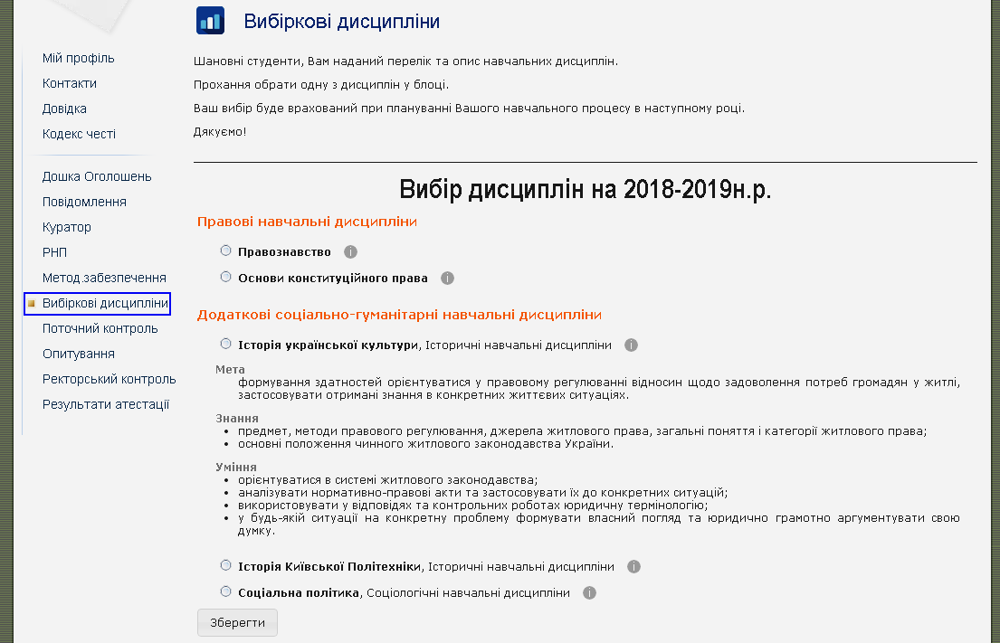 Вибіркові дисципліни
Мій профіль
Контакти
Довідка
Кодекс честі
Дошка Оголошень
Повідомлення
Куратор
РНП
Метод.забезпечення
Вибіркові дисципліни
Поточний контроль
Опитування
Ректорський контроль
Результати атестації
Шановні студенти, Вам наданий перелік та опис навчальних дисциплін.
Прохання обрати одну з дисциплін у блоці.
Ваш вибір буде врахований при плануванні Вашого навчального процесу в наступному році.
Дякуємо!
Вибір дисциплін на 2018-2019н.р.
Правові навчальні дисципліни
Правознавство i
Основи конституційного права i
Додаткові соціально-гуманітарні навчальні дисципліни
Історія української культури, Історичні навчальні дисципліни i
Мета
формування здатностей орієнтуватися у правовому регулюванні відносин щодо задоволення потреб громадян у житлі,
застосовувати отримані знання в конкретних життєвих ситуаціях.
Знання
• предмет, методи правового регулювання, джерела житлового права, загальні поняття і категорії житлового права;
• основні положення чинного житлового законодавства України.
Уміння
• орієнтуватися в системі житлового законодавства;
• аналізувати нормативно-правові акти та застосовувати їх до конкретних ситуацій;
• використовувати у відповідях та контрольних роботах юридичну термінологію;
• у будь-якій ситуації на конкретну проблему формувати власний погляд та юридично грамотно аргументувати свою
думку.
Історія Київської Політехніки, Історичні навчальні дисципліни i
Соціальна політика, Соціологічні навчальні дисципліни i
Зберегти